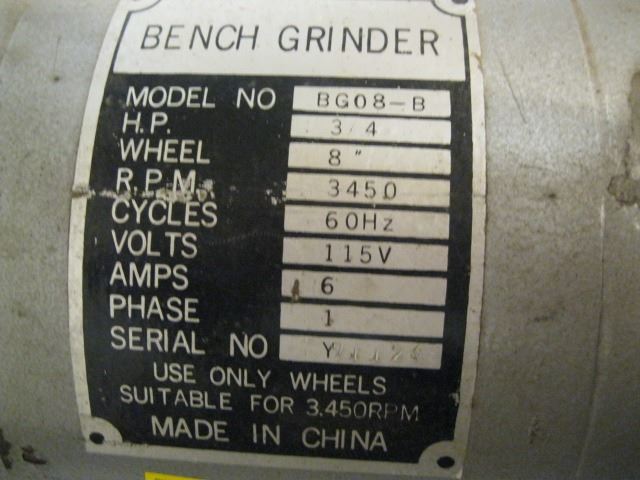 BENCH GRINDER
MODEL NO BG08-B
H.P. 3/4
WHEEL 8"
R.P.M. 3450
CYCLES 60Hz
VOLTS 115V
AMPS 6
PHASE 1
SERIAL NO
USE ONLY WHEELS
SUITABLE FOR 3.450RPM
MADE IN CHINA